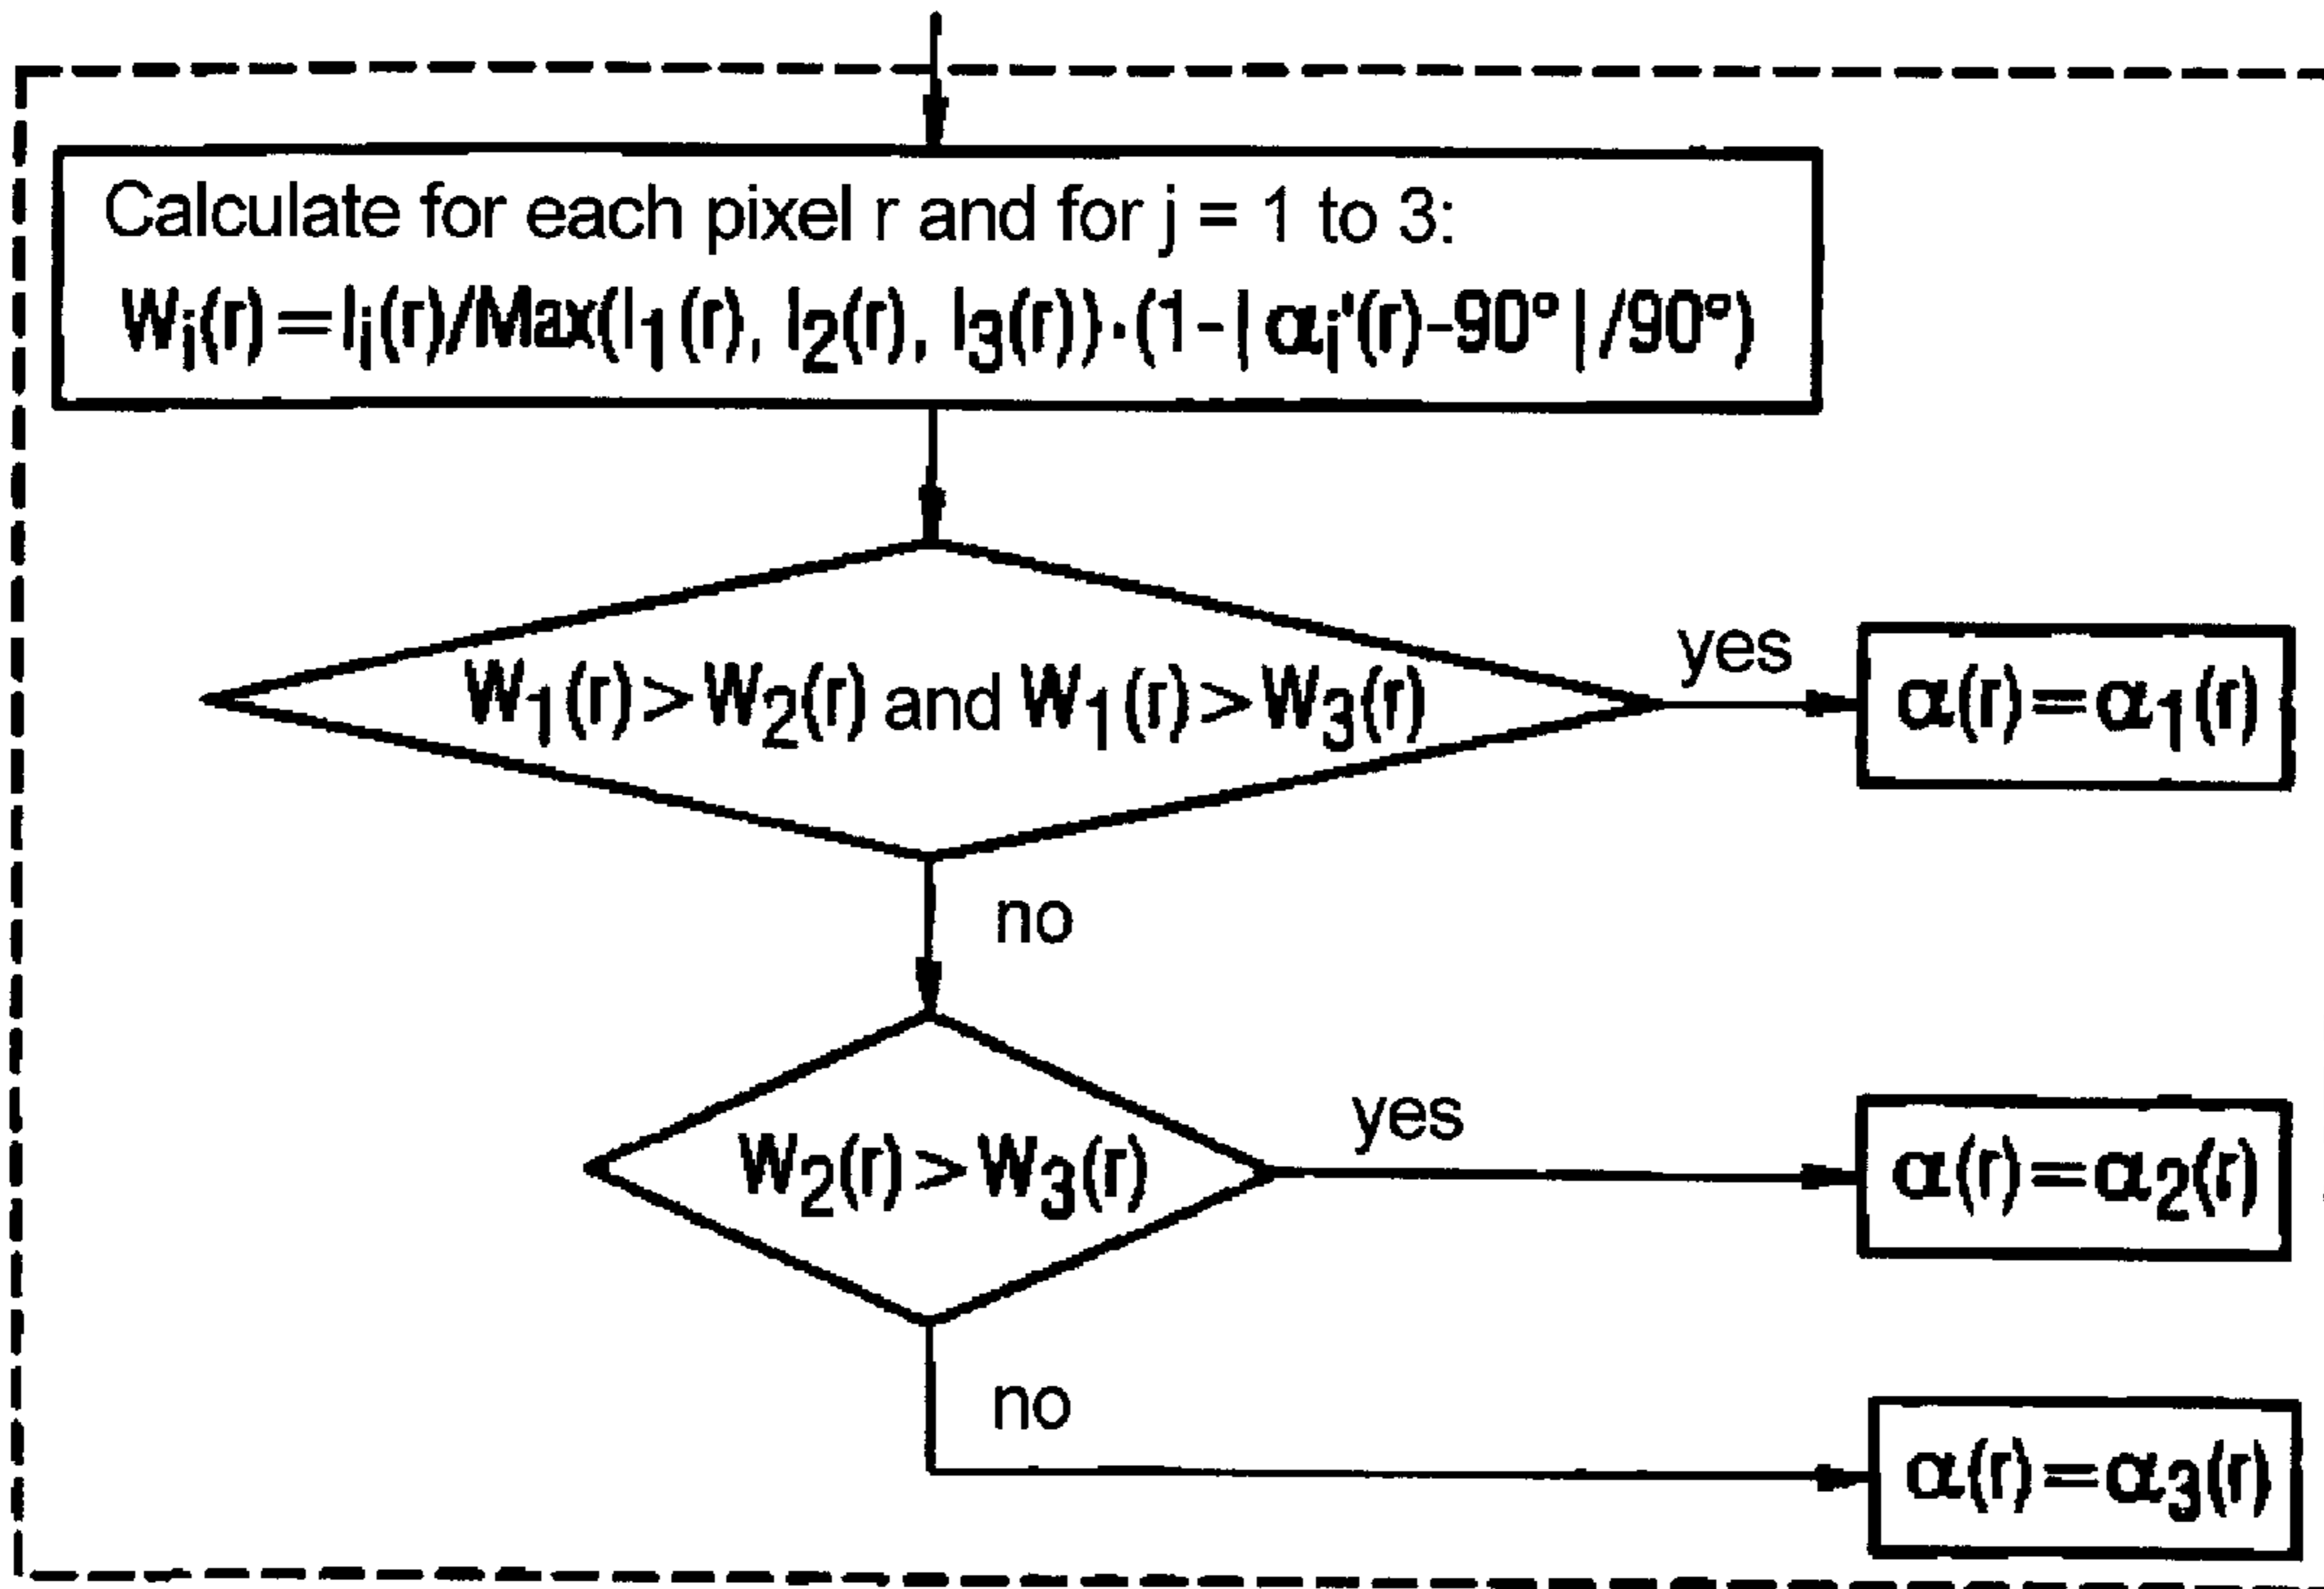 Calculate for each pixel r and for j = 1 to 3:
Wj(r)=Ij(r)/Max(I1(r), I2(r), I3(r))·(1-|αj'(r)-90°|/90°)
W1(r)>W2(r) and W1(r)>W3(r)
yes
α(r)=α1(r)
no
W2(r)>W3(r)
yes
α(r)=α2(r)
no
α(r)=α3(r)